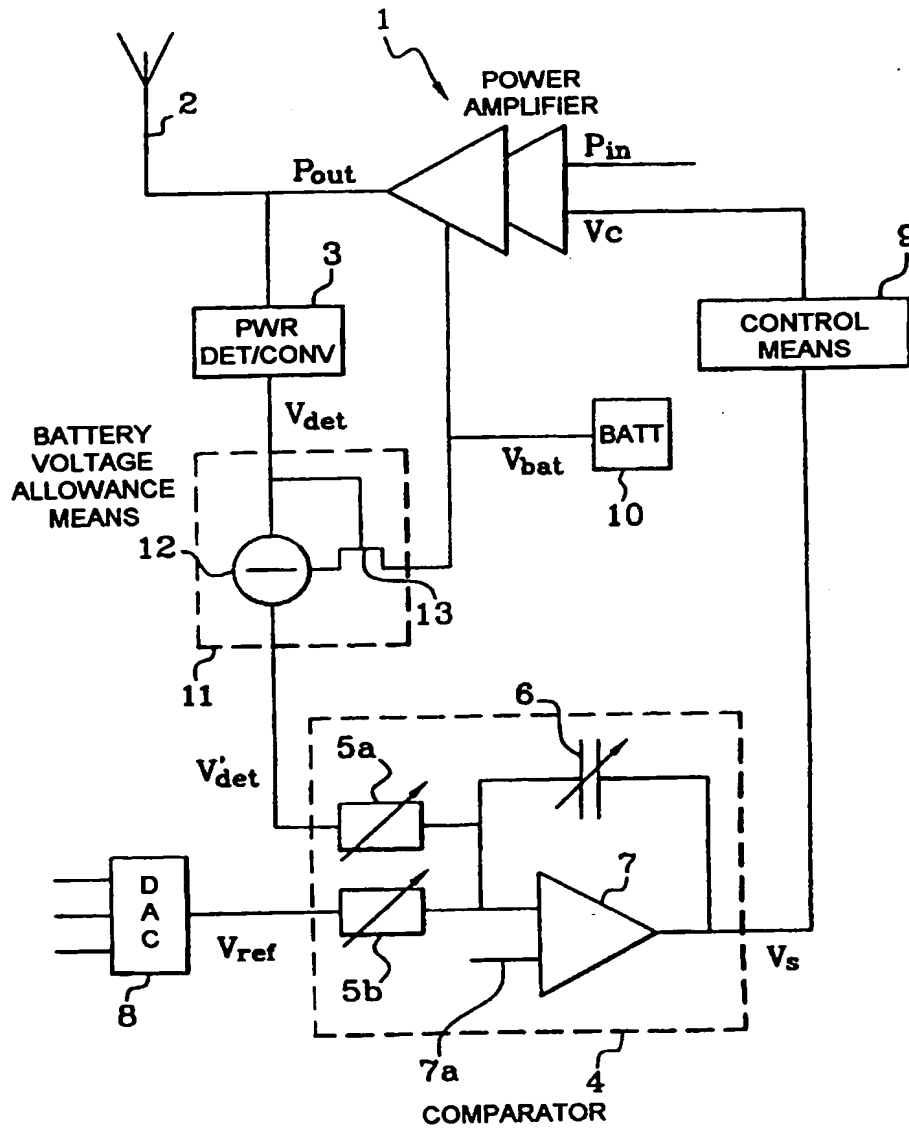 1
POWER
AMPLIFIER
2
Pout
Pin
Vc
3
9
PWR
DET/CONV
CONTROL
MEANS
Vdet
BATTERY
VOLTAGE
ALLOWANCE
MEANS
BATT
Vbat
10
12
13
11
6
5a
V'det
7
DAC
Vref
Vs
5b
8
7a
4
COMPARATOR